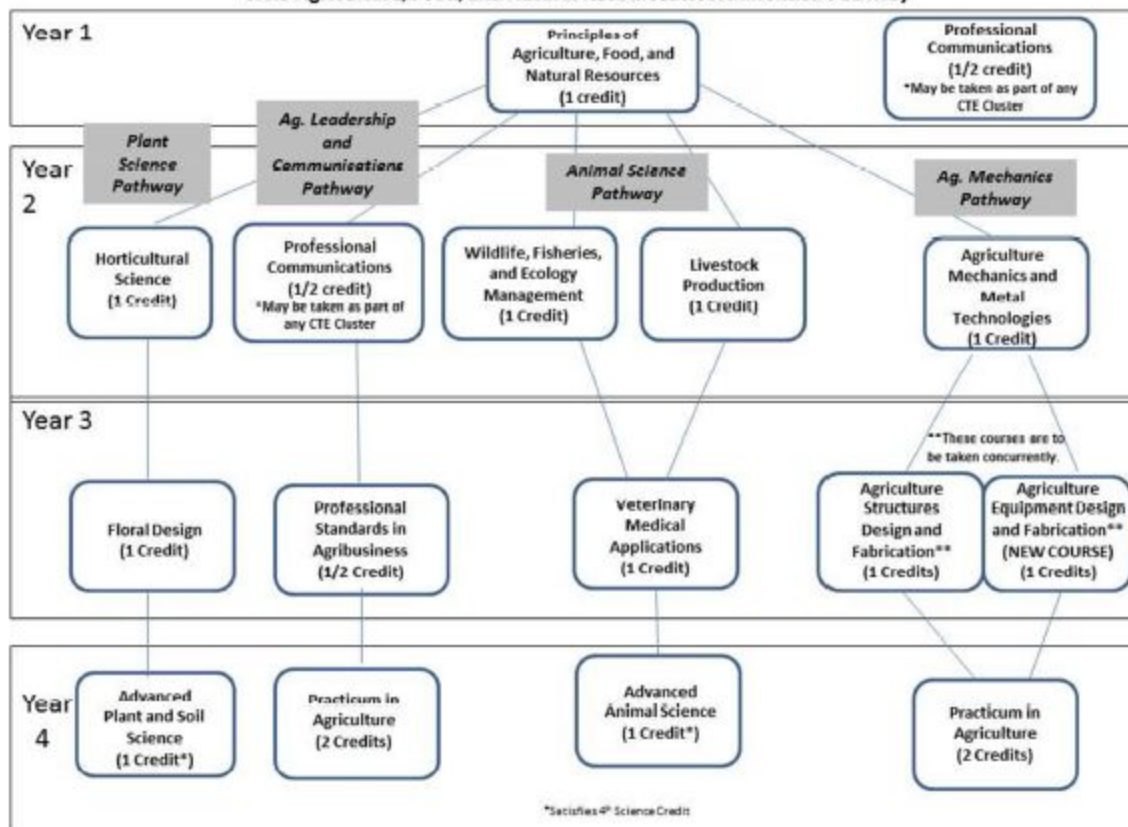 Year 1
Principles of
Agriculture, Food, and
Natural Resources
(1 credit)
Professional
Communications
(1/2 credit)
*May be taken as part of any
CTE Cluster
Plant
Science
Pathway
Ag. Leadership
and
Communications
Pathway
Animal Science
Pathway
Ag. Mechanics
Pathway
Year
2
Horticultural
Science
(1 Credit)
Professional
Communications
(1/2 credit)
*May be taken as part of
any CTE Cluster
Wildlife, Fisheries,
and Ecology
Management
(1 Credit)
Livestock
Production
(1 Credit)
Agriculture
Mechanics and
Metal
Technologies
(1 Credit)
Year 3
**These courses are to
be taken concurrently.
Floral Design
(1 Credit)
Professional
Standards in
Agribusiness
(1/2 Credit)
Veterinary
Medical
Applications
(1 Credit)
Agriculture
Structures
Design and
Fabrication**
(1 Credits)
Agriculture
Equipment Design
and Fabrication**
(NEW COURSE)
(1 Credits)
Year
4
Advanced
Plant and Soil
Science
(1 Credit*)
Practicum in
Agriculture
(2 Credits)
Advanced
Animal Science
(1 Credit*)
Practicum in
Agriculture
(2 Credits)
*Satisfies 4th Science Credit